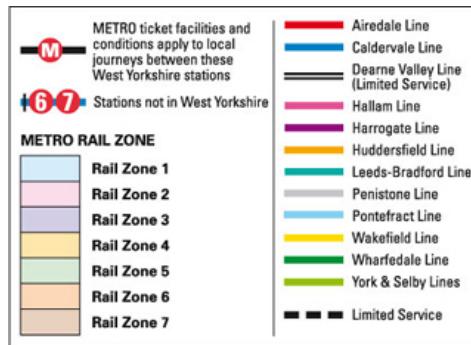 M
METRO ticket facilities and
conditions apply to local
journeys between these
West Yorkshire stations
6 7
Stations not in West Yorkshire
METRO RAIL ZONE
Rail Zone 1
Rail Zone 2
Rail Zone 3
Rail Zone 4
Rail Zone 5
Rail Zone 6
Rail Zone 7
Airedale Line
Caldervale Line
Dearne Valley Line
(Limited Service)
Hallam Line
Harrogate Line
Huddersfield Line
Leeds-Bradford Line
Penistone Line
Pontefract Line
Wakefield Line
Wharfedale Line
York & Selby Lines
Limited Service